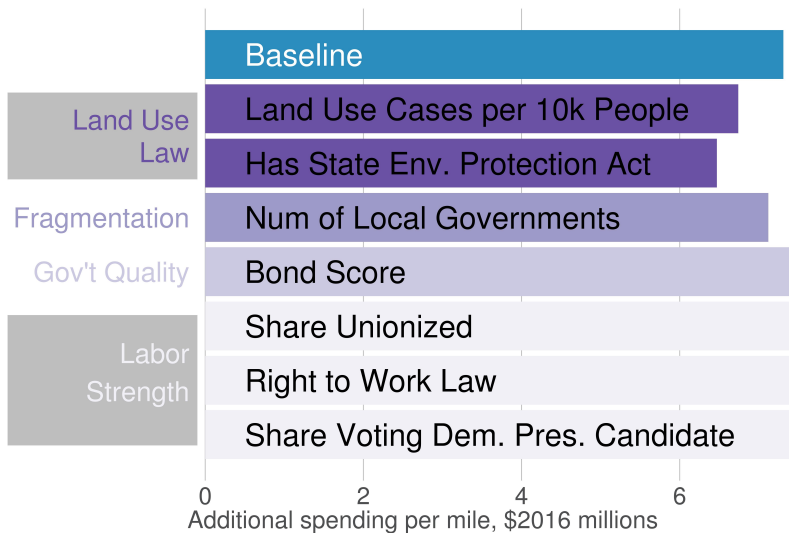 Baseline
Land Use
Law
Land Use Cases per 10k People
Has State Env. Protection Act
Fragmentation
Num of Local Governments
Gov't Quality
Bond Score
Labor
Strength
Share Unionized
Right to Work Law
Share Voting Dem. Pres. Candidate
0 2 4 6
Additional spending per mile, $2016 millions